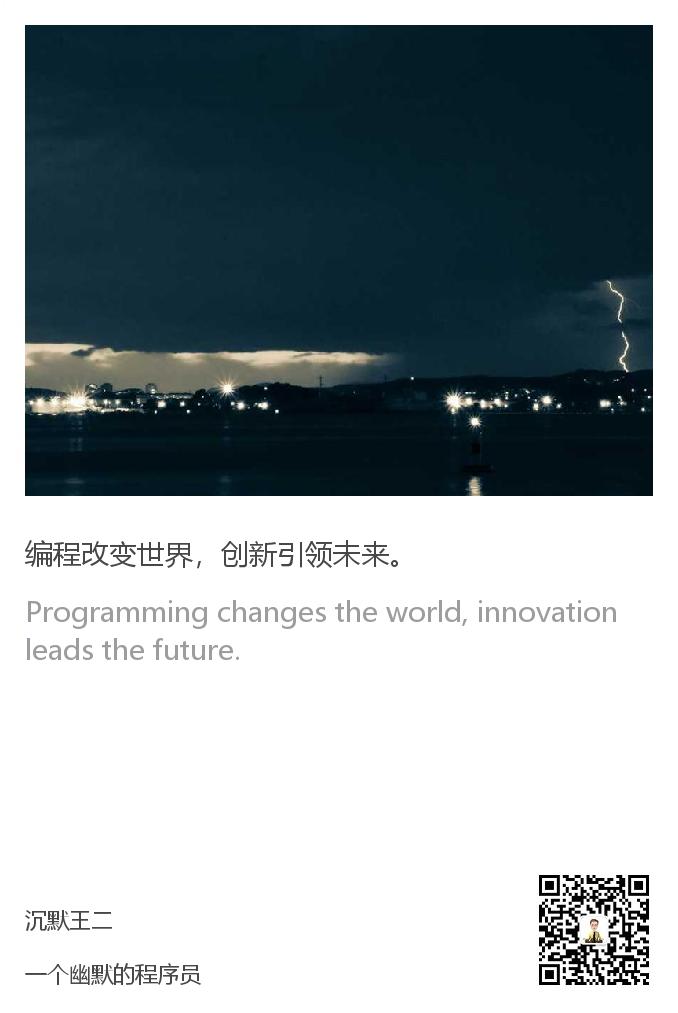 编程改变世界，创新引领未来。
Programming changes the world, innovation
leads the future.
沉默王二
一个幽默的程序员